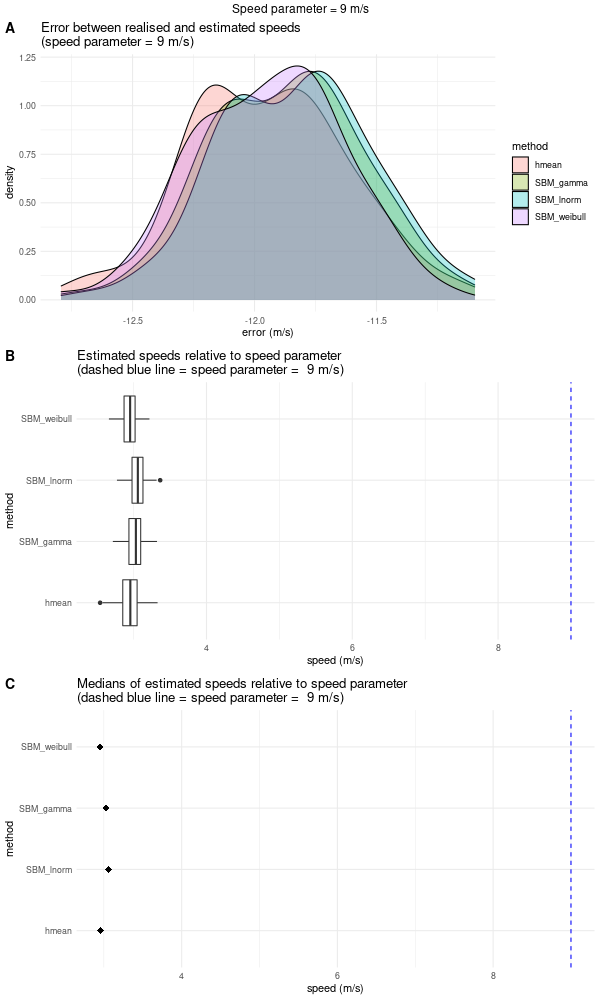 Speed parameter = 9 m/s
A
Error between realised and estimated speeds
(speed parameter = 9 m/s)
1.25
1.00
0.75
0.50
0.25
0.00
density
-12.5
-12.0
-11.5
error (m/s)
method
hmean
SBM_gamma
SBM_lnorm
SBM_weibull
B
Estimated speeds relative to speed parameter
(dashed blue line = speed parameter =  9 m/s)
SBM_weibull
SBM_lnorm
SBM_gamma
hmean
method
4
6
8
speed (m/s)
C
Medians of estimated speeds relative to speed parameter
(dashed blue line = speed parameter =  9 m/s)
SBM_weibull
SBM_gamma
SBM_lnorm
hmean
method
4
6
8
speed (m/s)